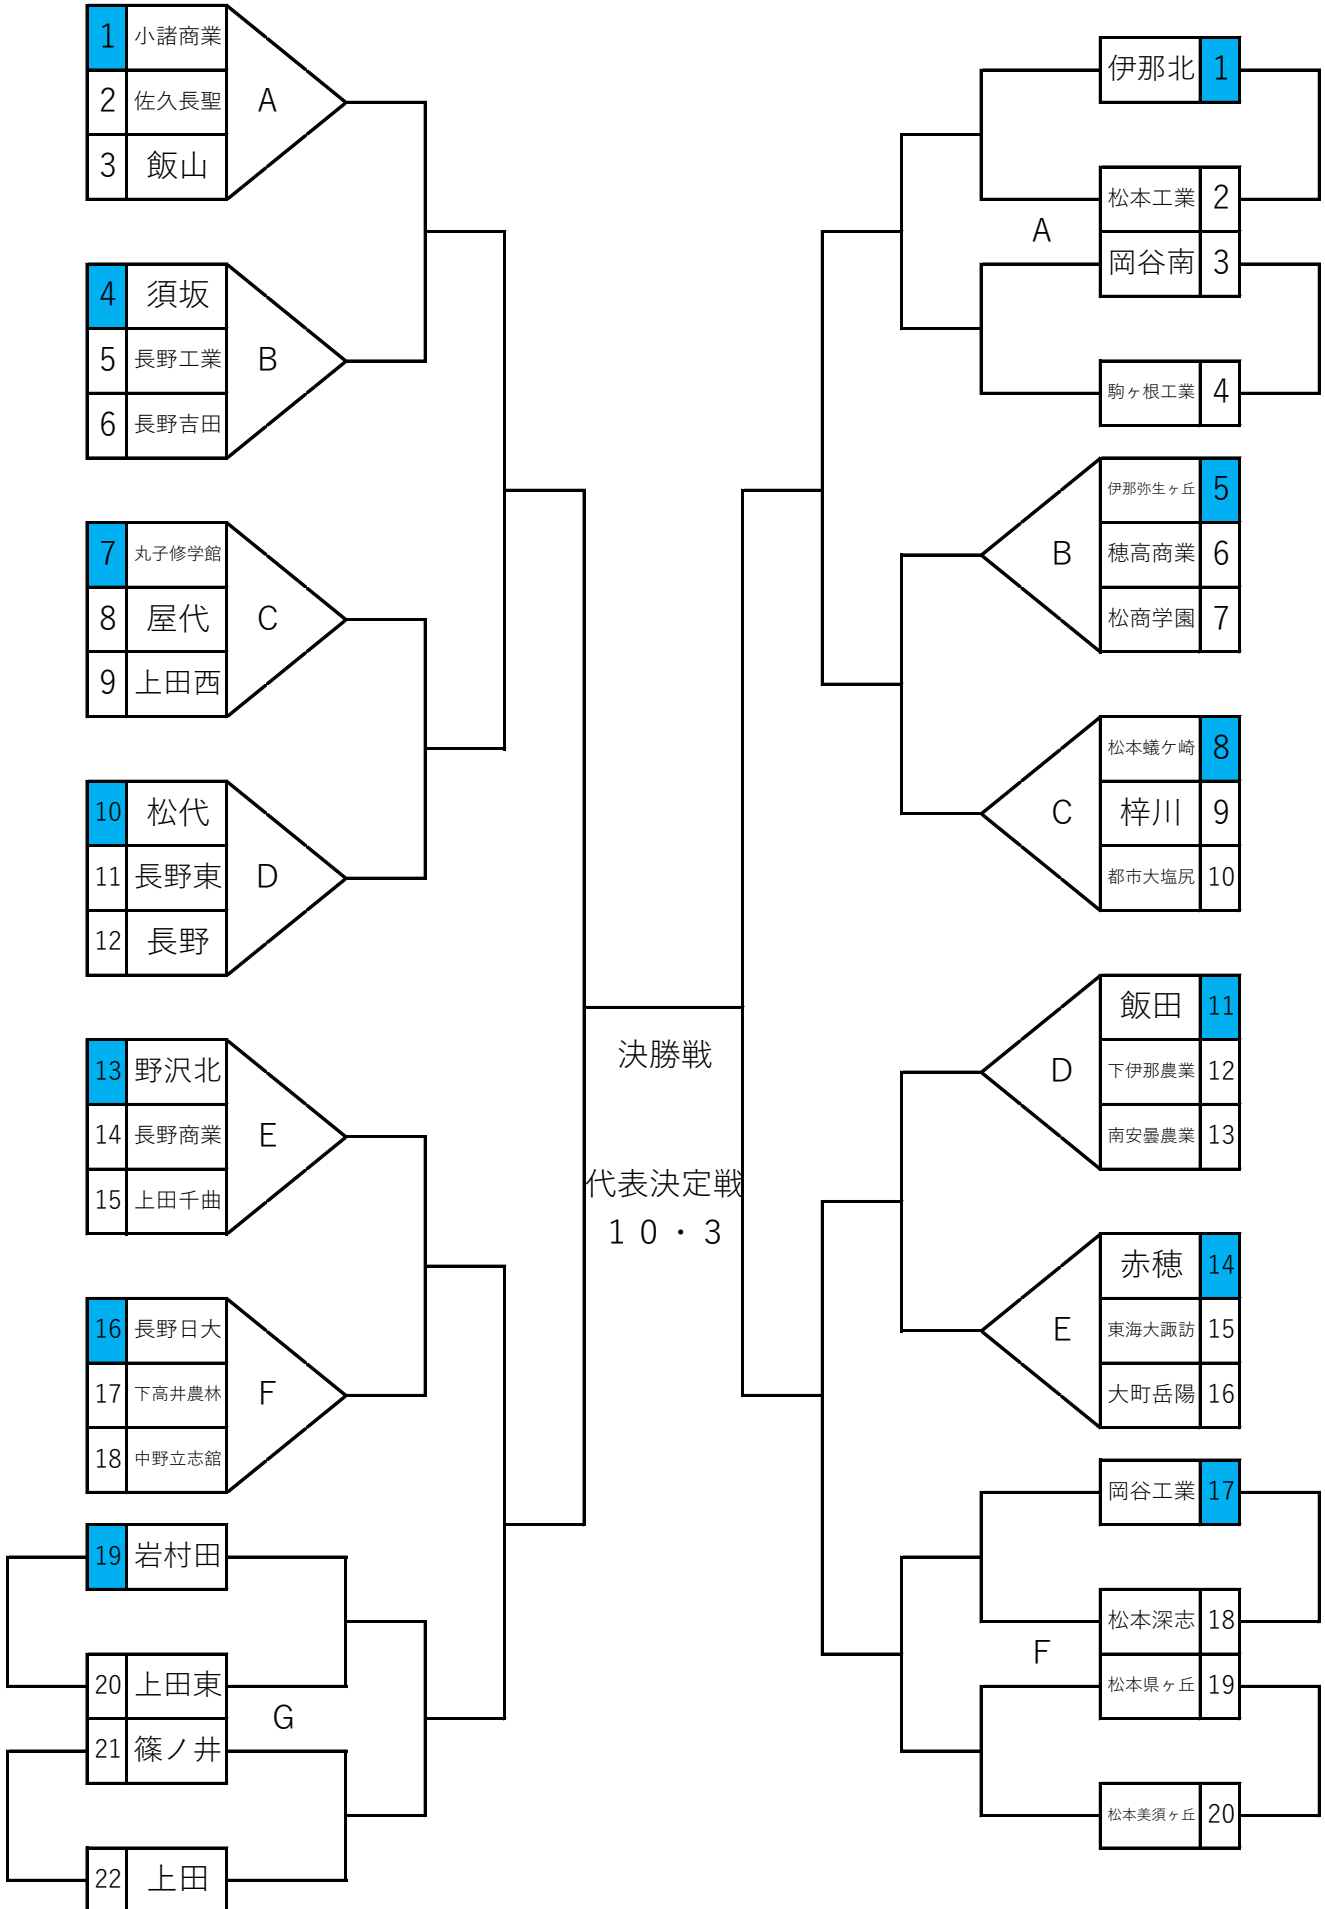 1 小諸商業
2 佐久長聖
3 飯山
A
4 須坂
5 長野工業
6 長野吉田
B
7 丸子修学館
8 屋代
9 上田西
C
10 松代
11 長野東
12 長野
D
13 野沢北
14 長野商業
15 上田千曲
E
16 長野日大
17 下高井農林
18 中野立志舘
F
19 岩村田
20 上田東
21 篠ノ井
22 上田
G
決勝戦
代表決定戦
10・3
伊那北 1
松本工業 2
岡谷南 3
駒ヶ根工業 4
A
伊那弥生ヶ丘 5
穂高商業 6
松商学園 7
B
松本蟻ケ崎 8
梓川 9
都市大塩尻 10
C
飯田 11
下伊那農業 12
南安曇農業 13
D
赤穂 14
東海大諏訪 15
大町岳陽 16
E
岡谷工業 17
松本深志 18
松本県ヶ丘 19
松本美須ヶ丘 20
F